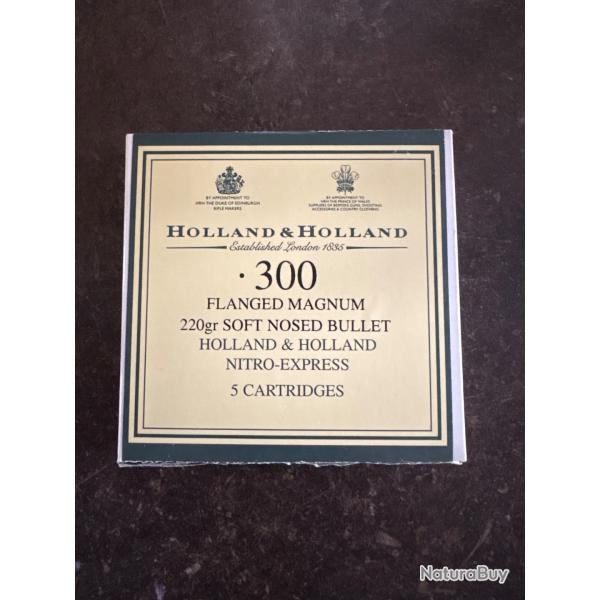 BY APPOINTMENT TO
HRH THE DUKE OF EDINBURGH
RIFLE MAKERS
BY APPOINTMENT TO
HRH THE PRINCE OF WALES
SUPPLIERS OF BESPOKE GUNS, SHOOTING
ACCESSORIES & COUNTRY CLOTHING
HOLLAND & HOLLAND
Established London 1835
·300
FLANGED MAGNUM
220gr SOFT NOSED BULLET
HOLLAND & HOLLAND
NITRO-EXPRESS
5 CARTRIDGES
NaturaBuy